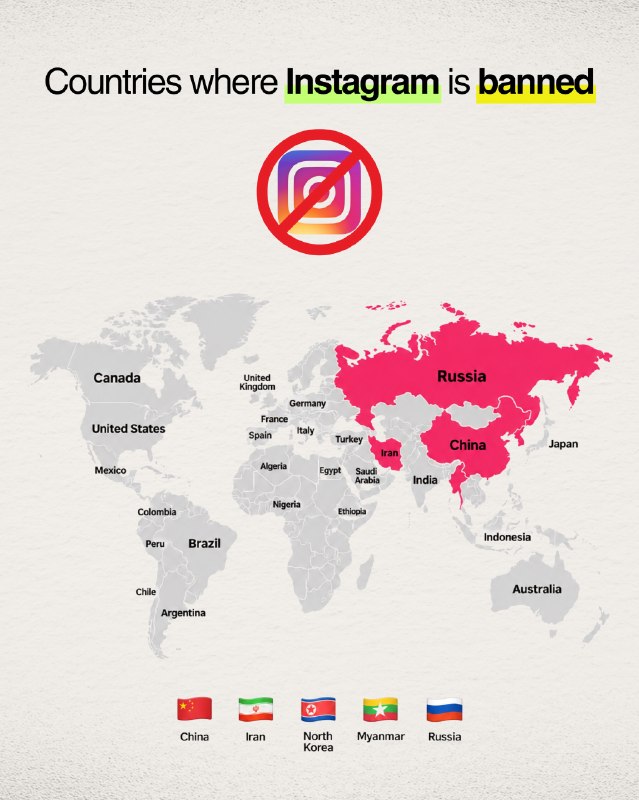 Countries where Instagram is banned
Canada
United States
Mexico
Colombia
Peru
Brazil
Chile
Argentina
United
Kingdom
Germany
France
Spain
Italy
Turkey
Algeria
Egypt
Saudi
Arabia
Nigeria
Ethiopia
Russia
China
Iran
India
Japan
Indonesia
Australia
China
Iran
North
Korea
Myanmar
Russia